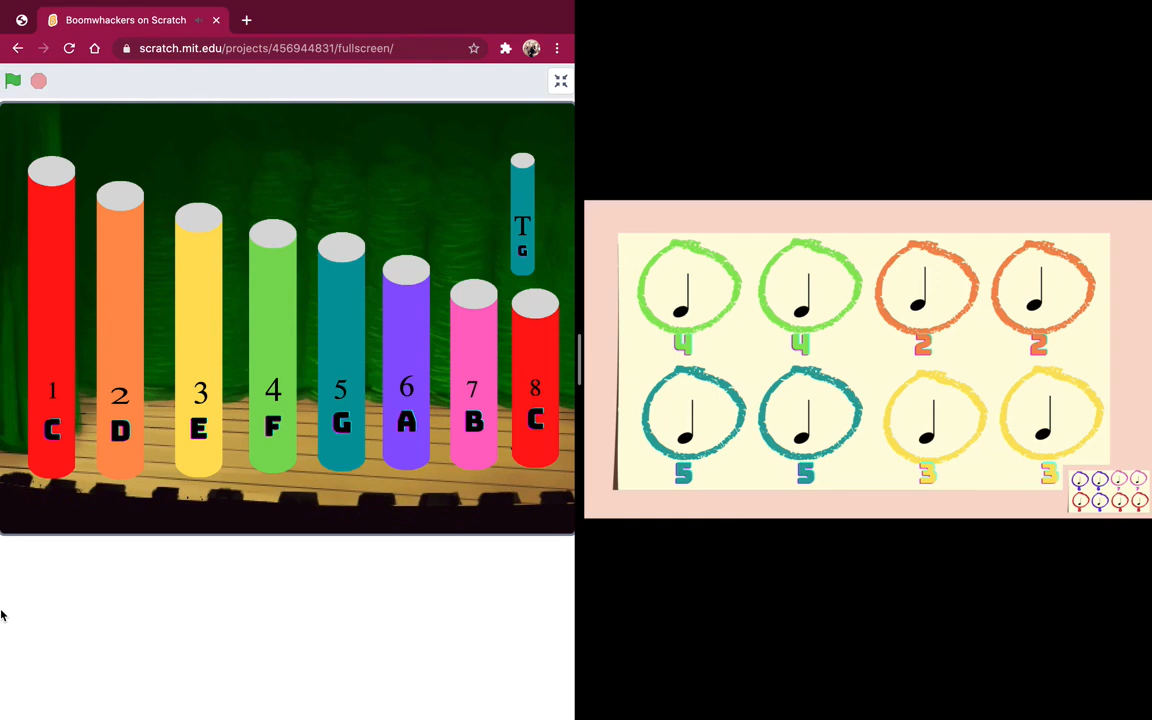 Boomwhackers on Scratch
scratch.mit.edu/projects/456944831/fullscreen/
T
G
1
2
3
4
5
6
7
8
C
D
E
F
G
A
B
C
4
4
2
2
5
5
3
3